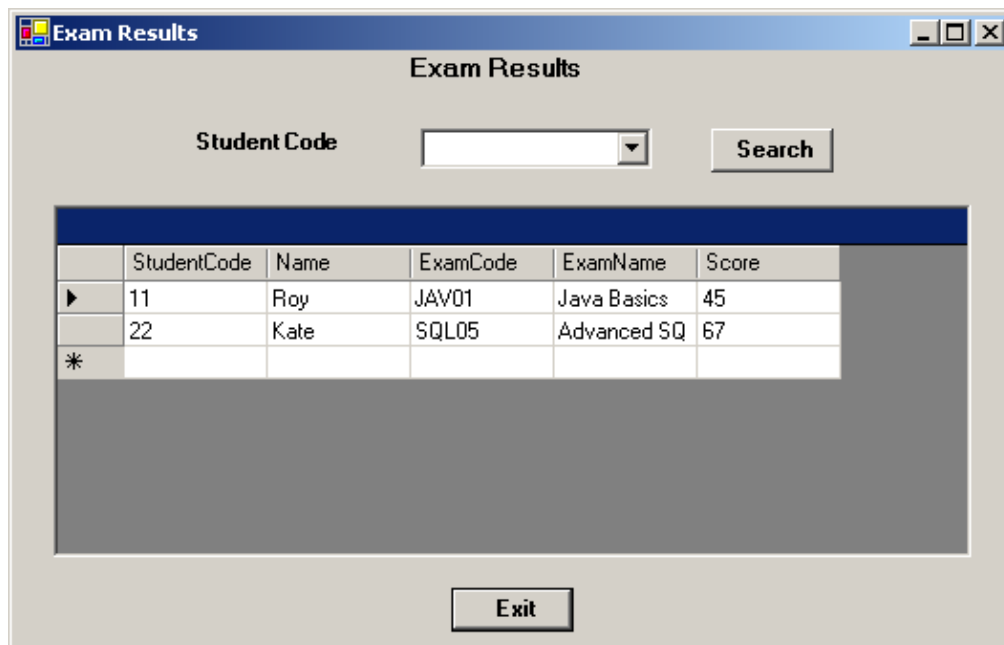 Exam Results
Exam Results
Student Code Search
StudentCode Name ExamCode ExamName Score
11 Roy JAV01 Java Basics 45
22 Kate SQL05 Advanced SQ 67
Exit